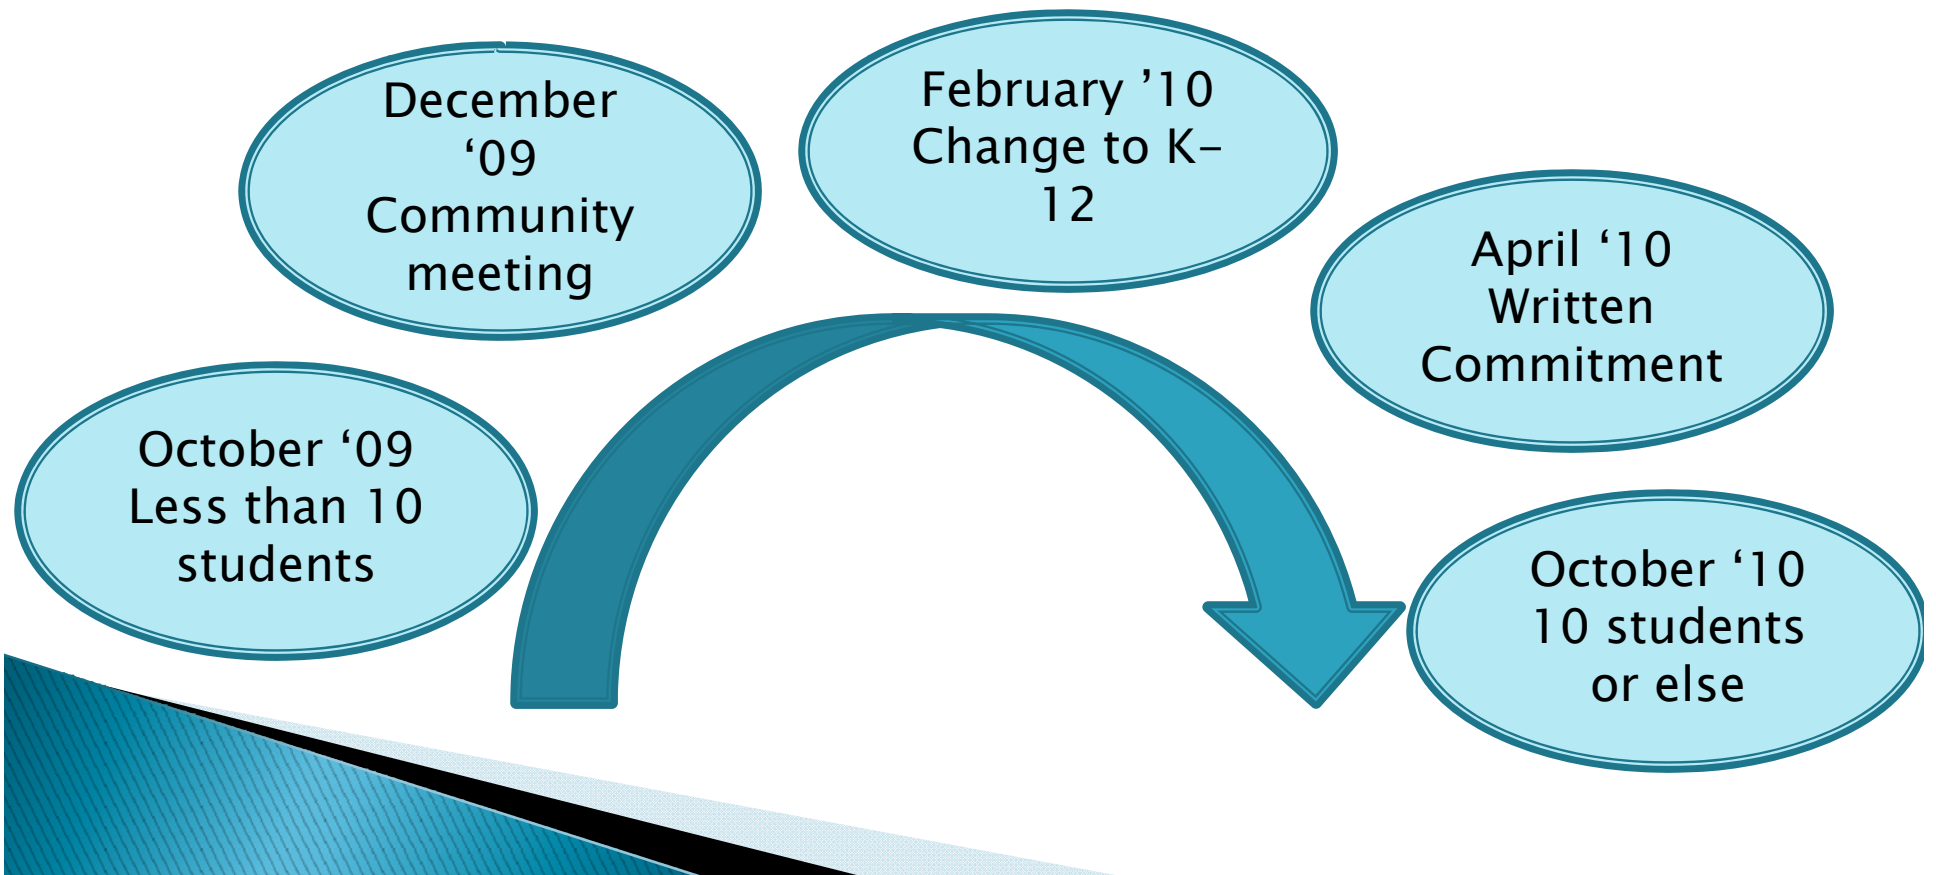 October ‘09
Less than 10
students
December
‘09
Community
meeting
February ’10
Change to K–
12
April ‘10
Written
Commitment
October ‘10
10 students
or else